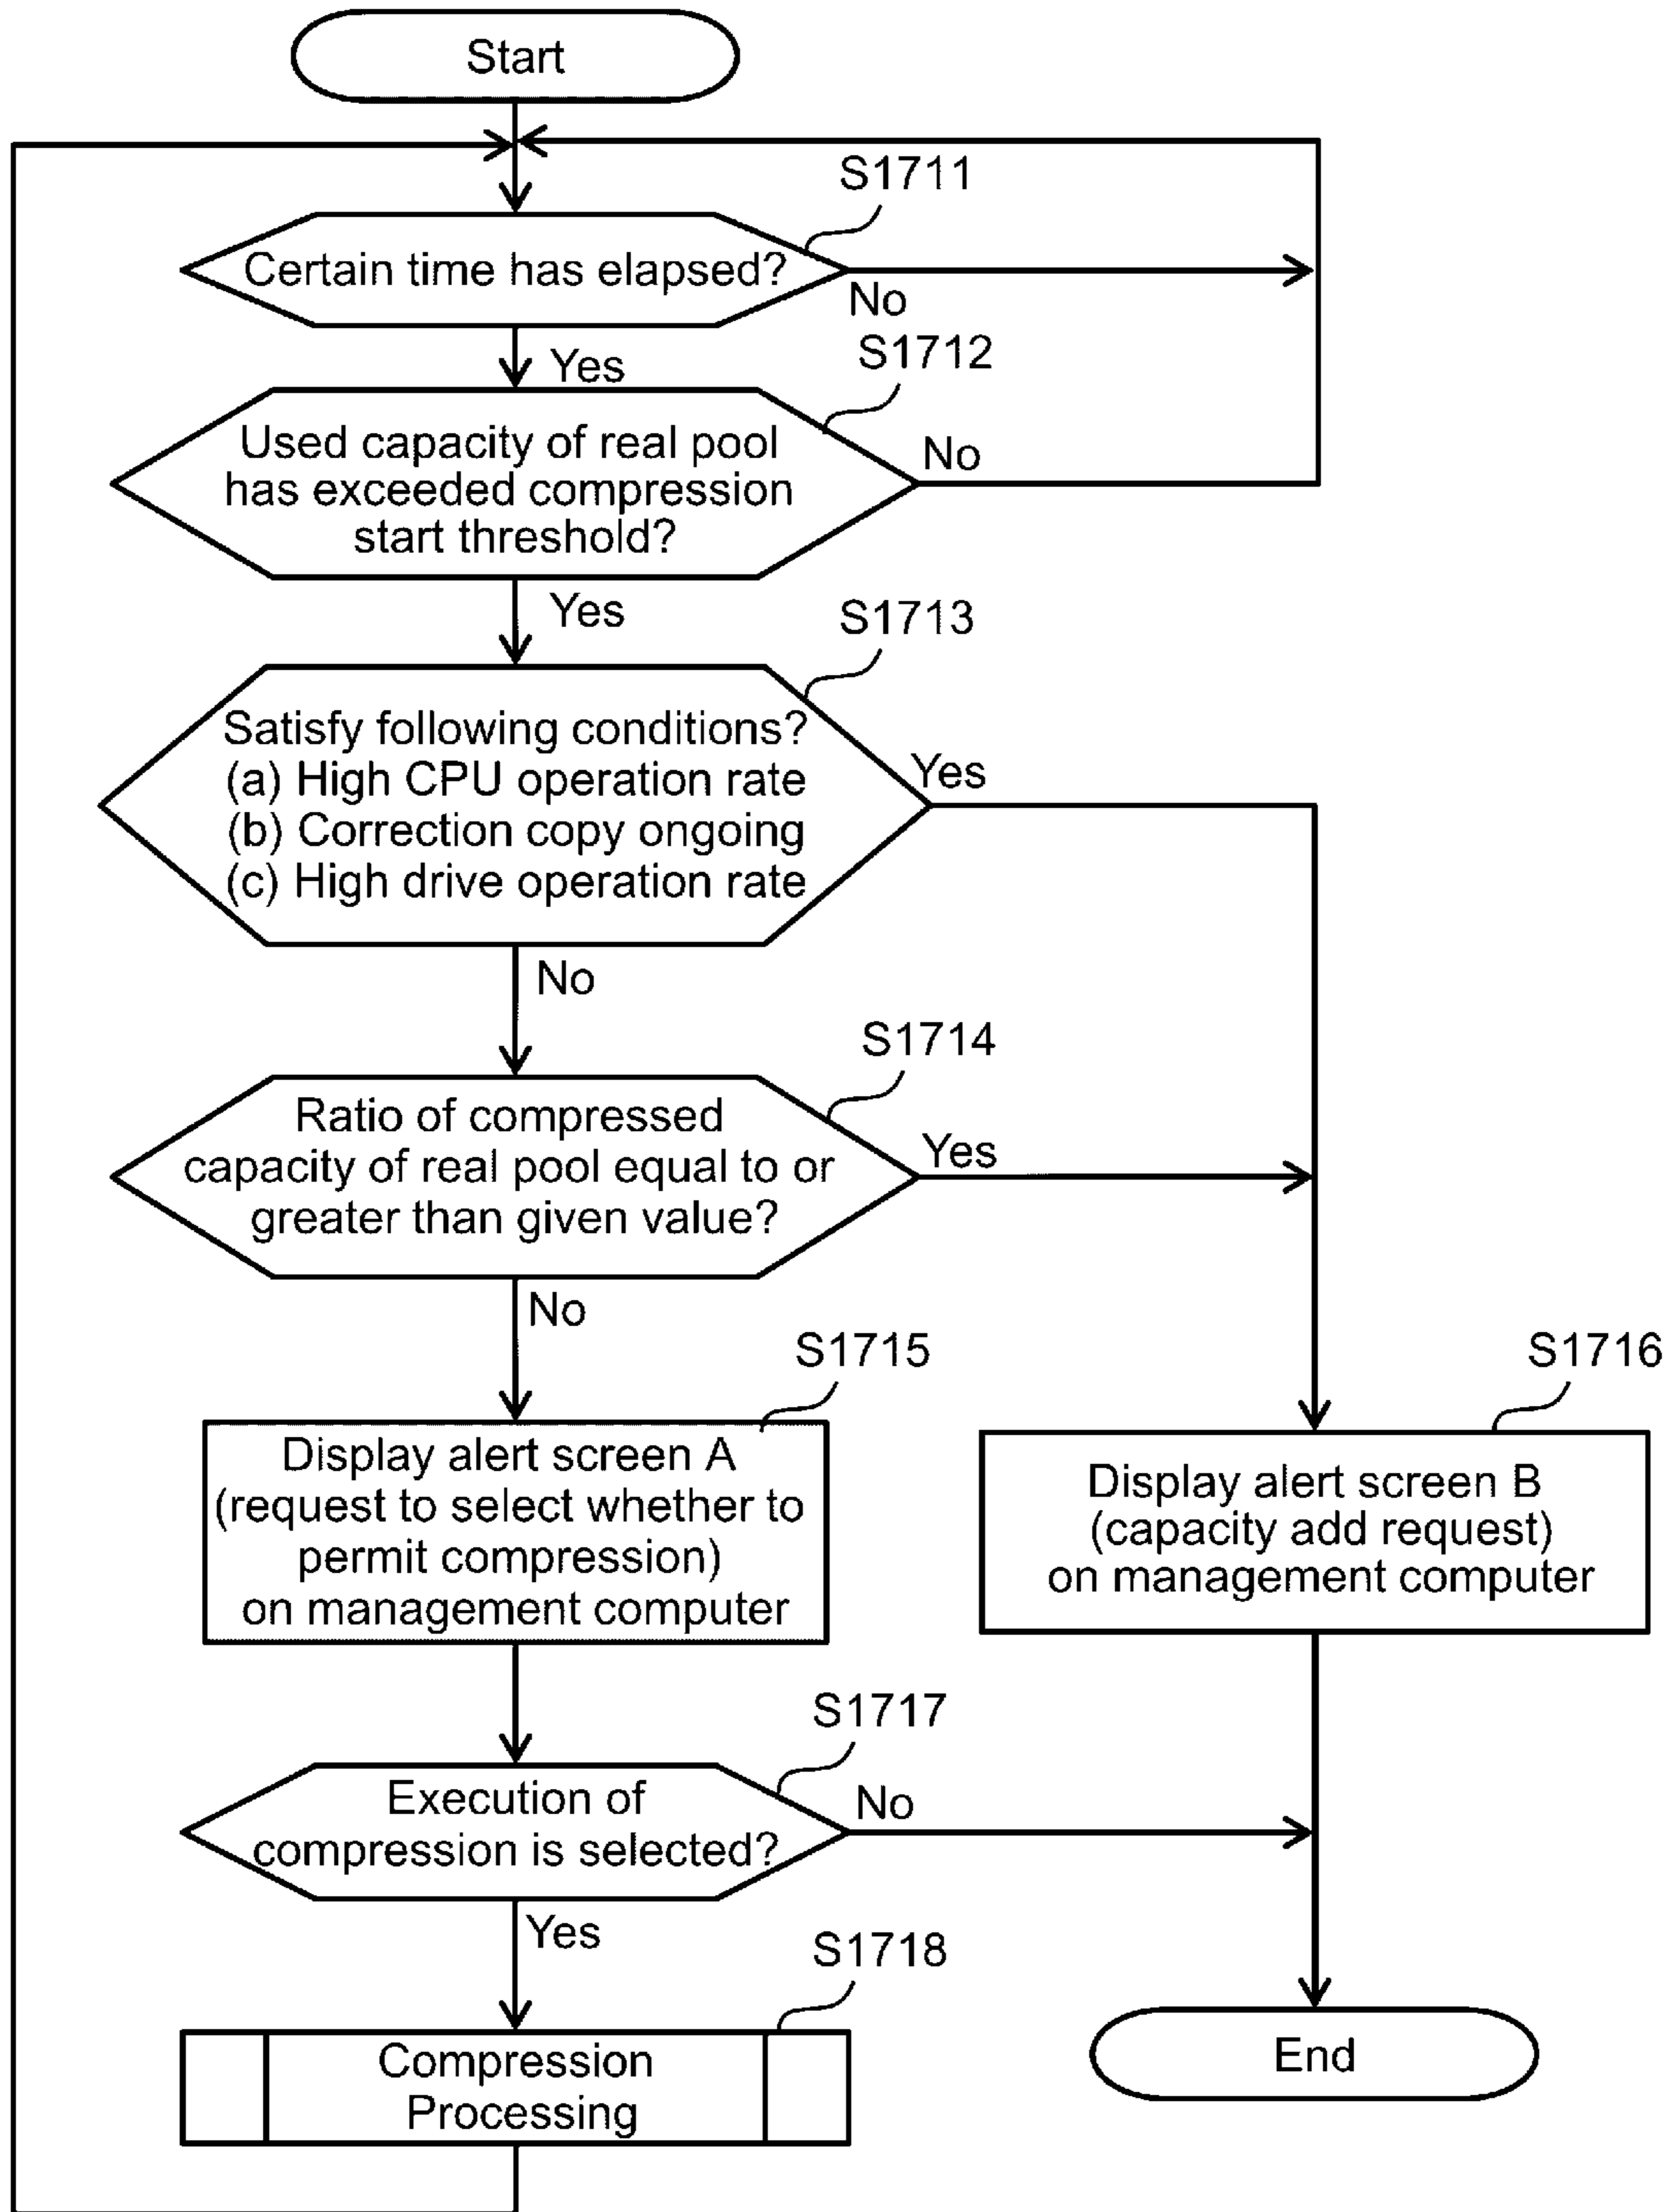 Start
S1711
Certain time has elapsed?
No
Yes
S1712
Used capacity of real pool
has exceeded compression
start threshold?
No
Yes
S1713
Satisfy following conditions?
(a) High CPU operation rate
(b) Correction copy ongoing
(c) High drive operation rate
Yes
No
S1714
Ratio of compressed
capacity of real pool equal to or
greater than given value?
Yes
No
S1715
Display alert screen A
(request to select whether to
permit compression)
on management computer
S1716
Display alert screen B
(capacity add request)
on management computer
S1717
Execution of
compression is selected?
No
Yes
S1718
Compression
Processing
End